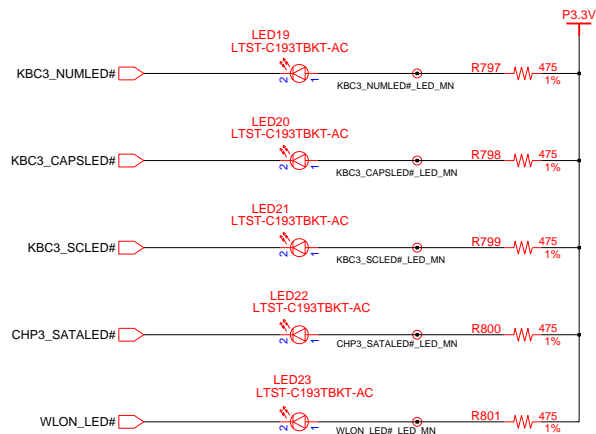 P3.3V
LED19
LTST-C193TBKT-AC
KBC3_NUMLED#
2
1
KBC3_NUMLED#_LED_MN
R797
475
1%
LED20
LTST-C193TBKT-AC
KBC3_CAPSLED#
2
1
KBC3_CAPSLED#_LED_MN
R798
475
1%
LED21
LTST-C193TBKT-AC
KBC3_SCLED#
2
1
KBC3_SCLED#_LED_MN
R799
475
1%
LED22
LTST-C193TBKT-AC
CHP3_SATALED#
2
1
CHP3_SATALED#_LED_MN
R800
475
1%
LED23
LTST-C193TBKT-AC
WLON_LED#
2
1
WLON_LED#_LED_MN
R801
475
1%